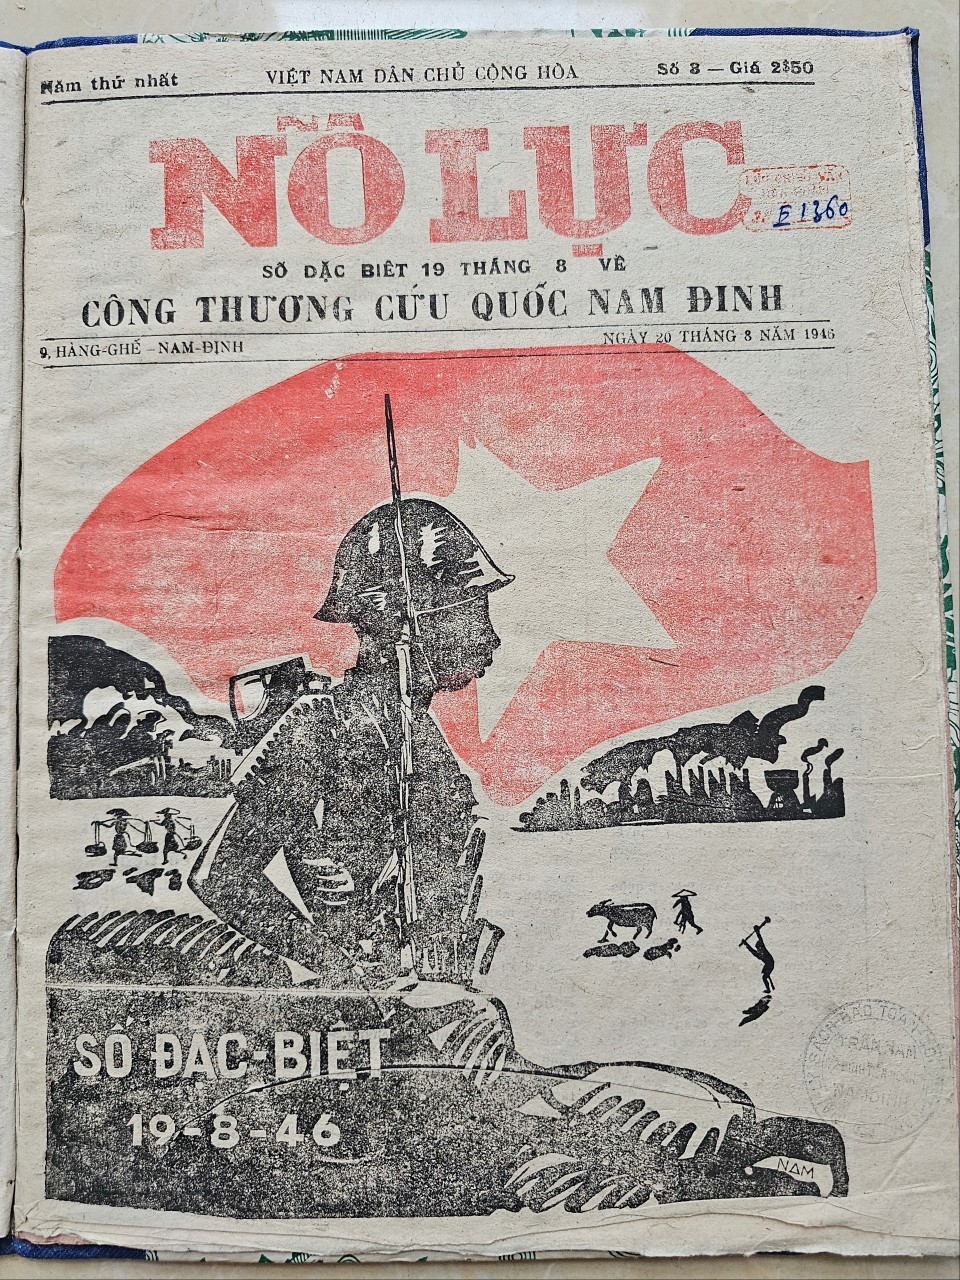 Năm thứ nhất
VIỆT NAM DÂN CHỦ CỘNG HÒA
Số 3 — Giá 2$50
NỖ LỰC
E 1360
SỐ ĐẶC BIỆT 19 THÁNG 8 VỀ
CÔNG THƯƠNG CỨU QUỐC NAM ĐINH
9, HÀNG-GHẾ - NAM-ĐỊNH
NGÀY 20 THÁNG 8 NĂM 1946
SỐ ĐẶC-BIỆT
19-8-46
NAM